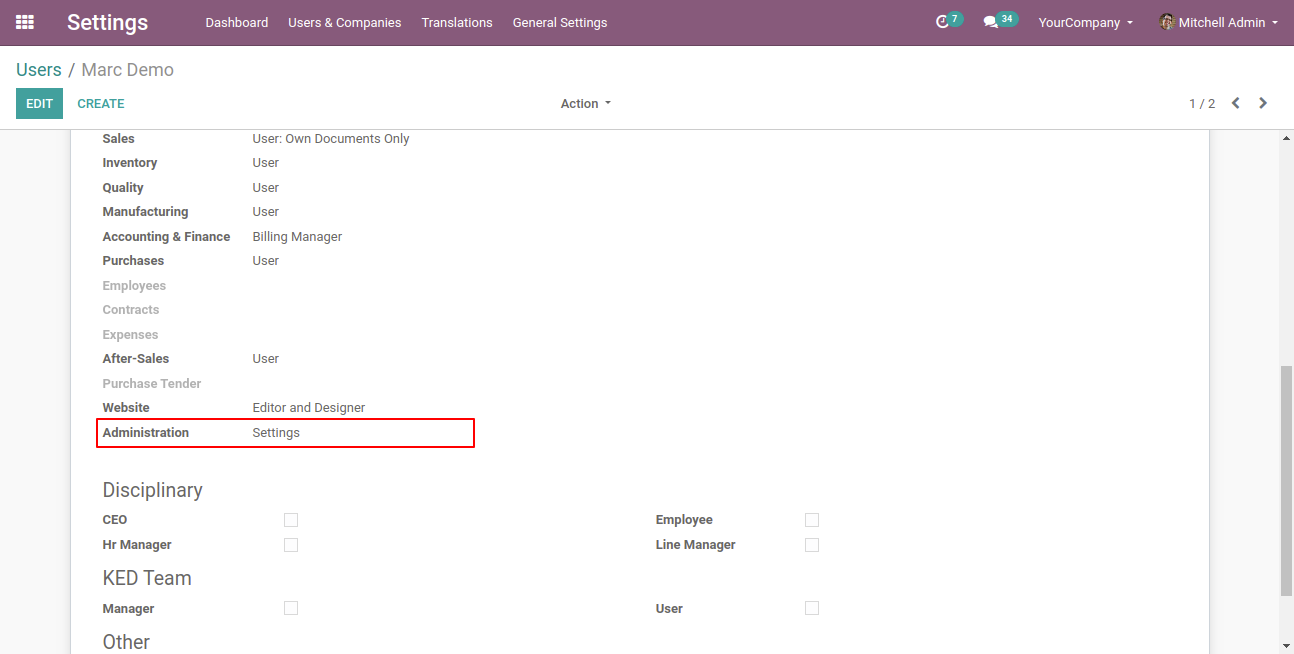 Settings Dashboard Users & Companies Translations General Settings 7 34 YourCompany Mitchell Admin
Users / Marc Demo
EDIT CREATE Action 1 / 2
Sales User: Own Documents Only
Inventory User
Quality User
Manufacturing User
Accounting & Finance Billing Manager
Purchases User
Employees
Contracts
Expenses
After-Sales User
Purchase Tender
Website Editor and Designer
Administration Settings
Disciplinary
CEO Employee
Hr Manager Line Manager
KED Team
Manager User
Other